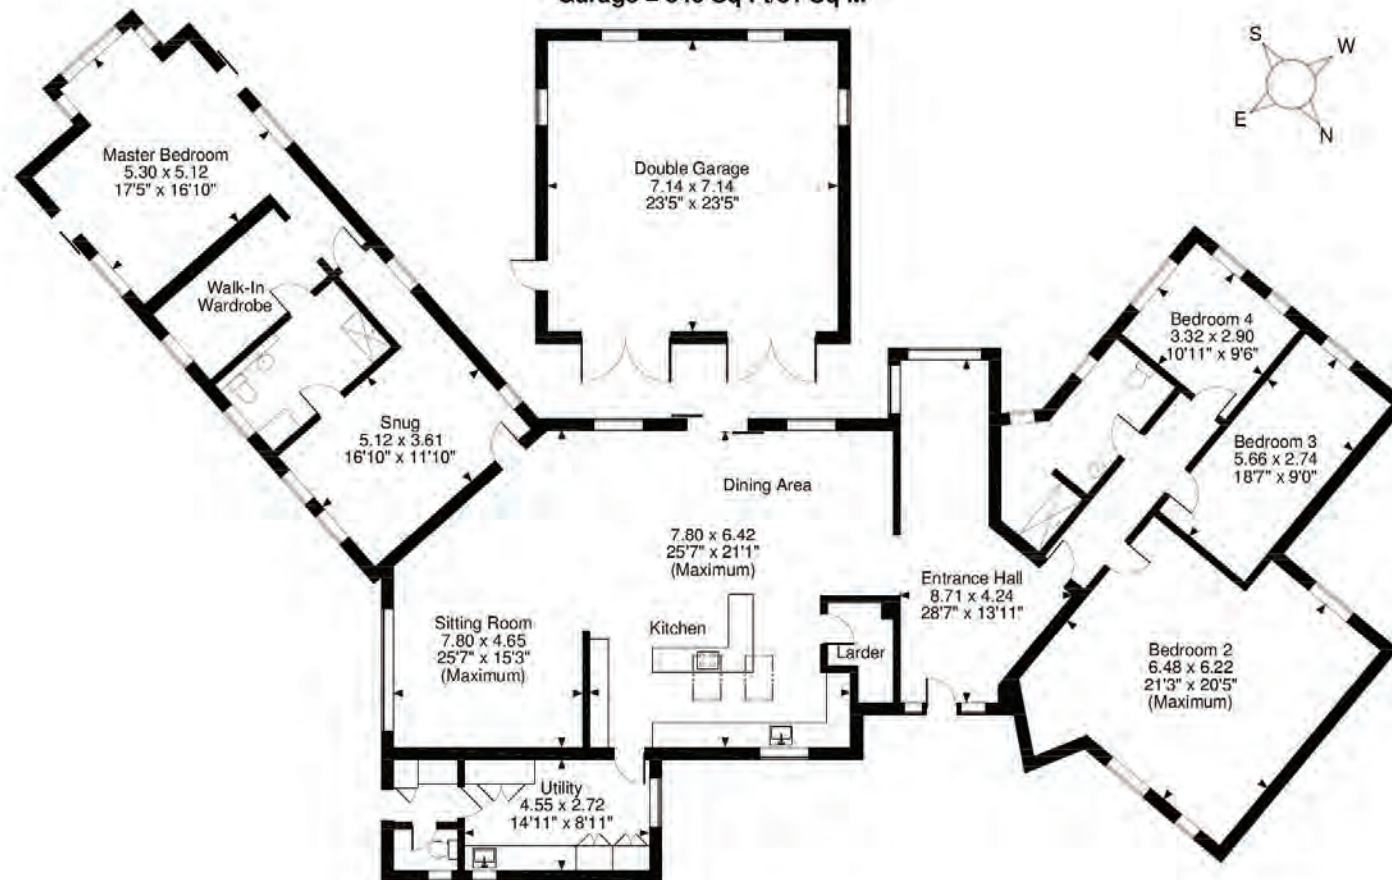 S
W
E
N
Master Bedroom
5.30 x 5.12
17'5" x 16'10"
Double Garage
7.14 x 7.14
23'5" x 23'5"
Walk-In
Wardrobe
Bedroom 4
3.32 x 2.90
10'11" x 9'6"
Snug
5.12 x 3.61
16'10" x 11'10"
Bedroom 3
5.66 x 2.74
18'7" x 9'0"
Dining Area
7.80 x 6.42
25'7" x 21'1"
(Maximum)
Entrance Hall
8.71 x 4.24
28'7" x 13'11"
Sitting Room
7.80 x 4.65
25'7" x 15'3"
(Maximum)
Kitchen
Larder
Bedroom 2
6.48 x 6.22
21'3" x 20'5"
(Maximum)
Utility
4.55 x 2.72
14'11" x 8'11"